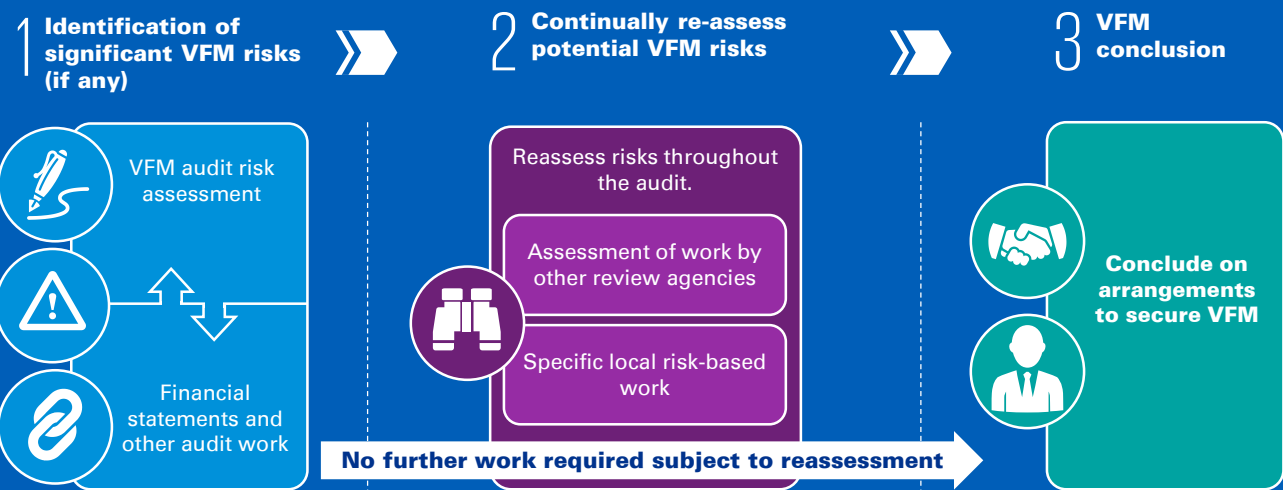 1 Identification of
significant VFM risks
(if any)
2 Continually re-assess
potential VFM risks
3 VFM
conclusion
VFM audit risk
assessment
Financial
statements and
other audit work
Reassess risks throughout
the audit.
Assessment of work by
other review agencies
Specific local risk-based
work
Conclude on
arrangements
to secure VFM
No further work required subject to reassessment